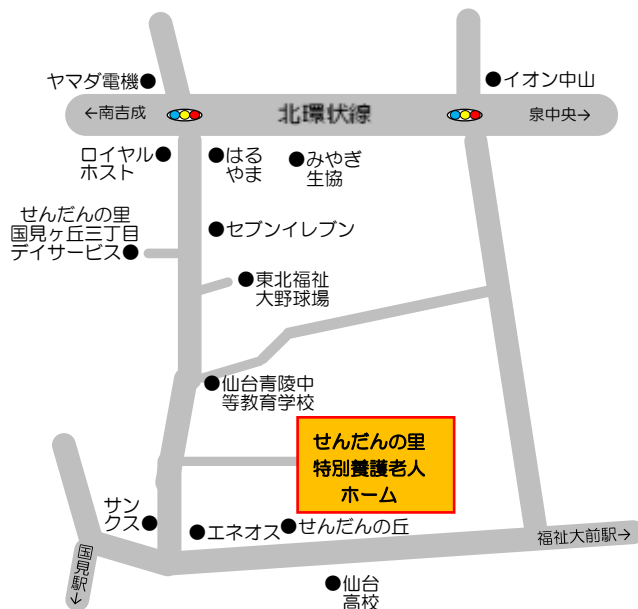 ヤマダ電機●
●イオン中山
←南吉成
北環状線
泉中央→
ロイヤル●
ホスト
●はる
やま
●みやぎ
生協
せんだんの里
国見ヶ丘三丁目
デイサービス●
●セブンイレブン
●東北福祉
大野球場
●仙台青陵中
等教育学校
せんだんの里
特別養護老人
ホーム
サン
クス●
●エネオス
●せんだんの丘
福祉大前駅→
国見駅→
●仙台
高校